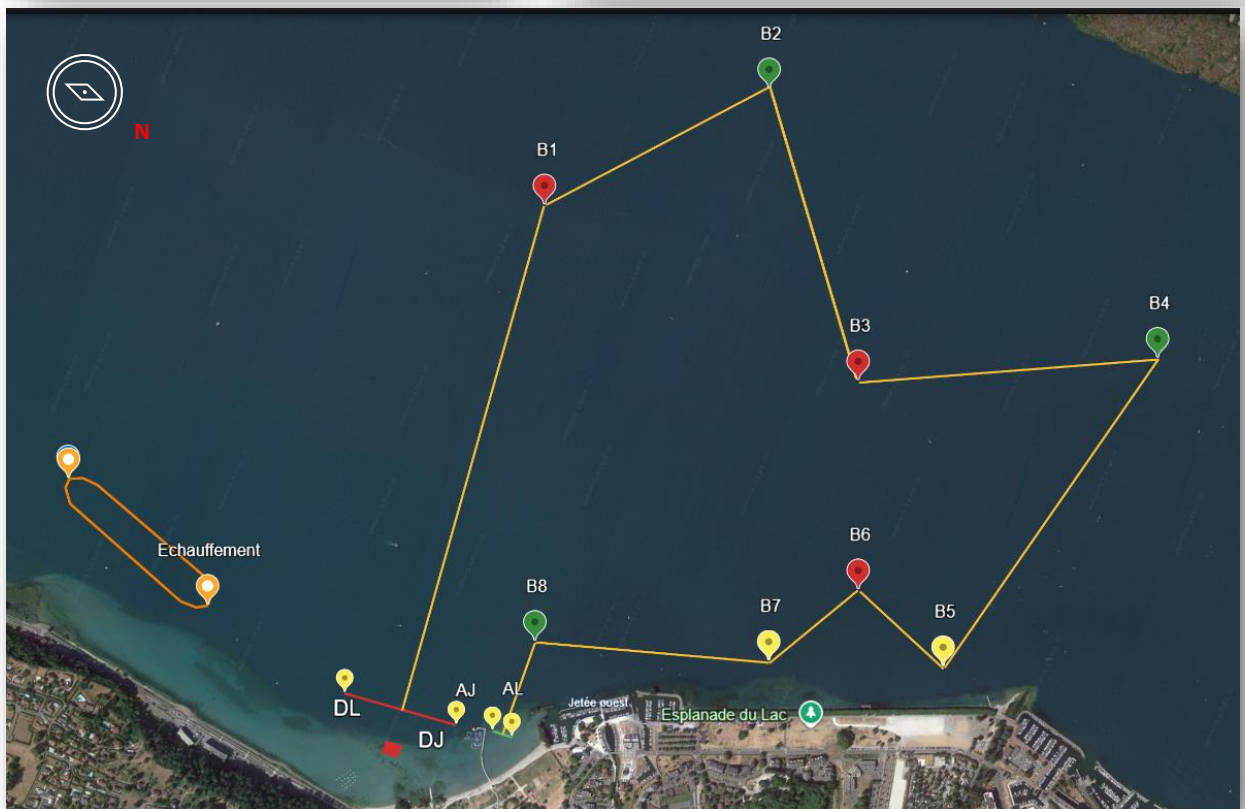 B2
N
B1
B4
B3
Echauffement
B6
B8
B7
B5
DL
AJ
AL
Jetée ouest
Esplanade du Lac
DJ